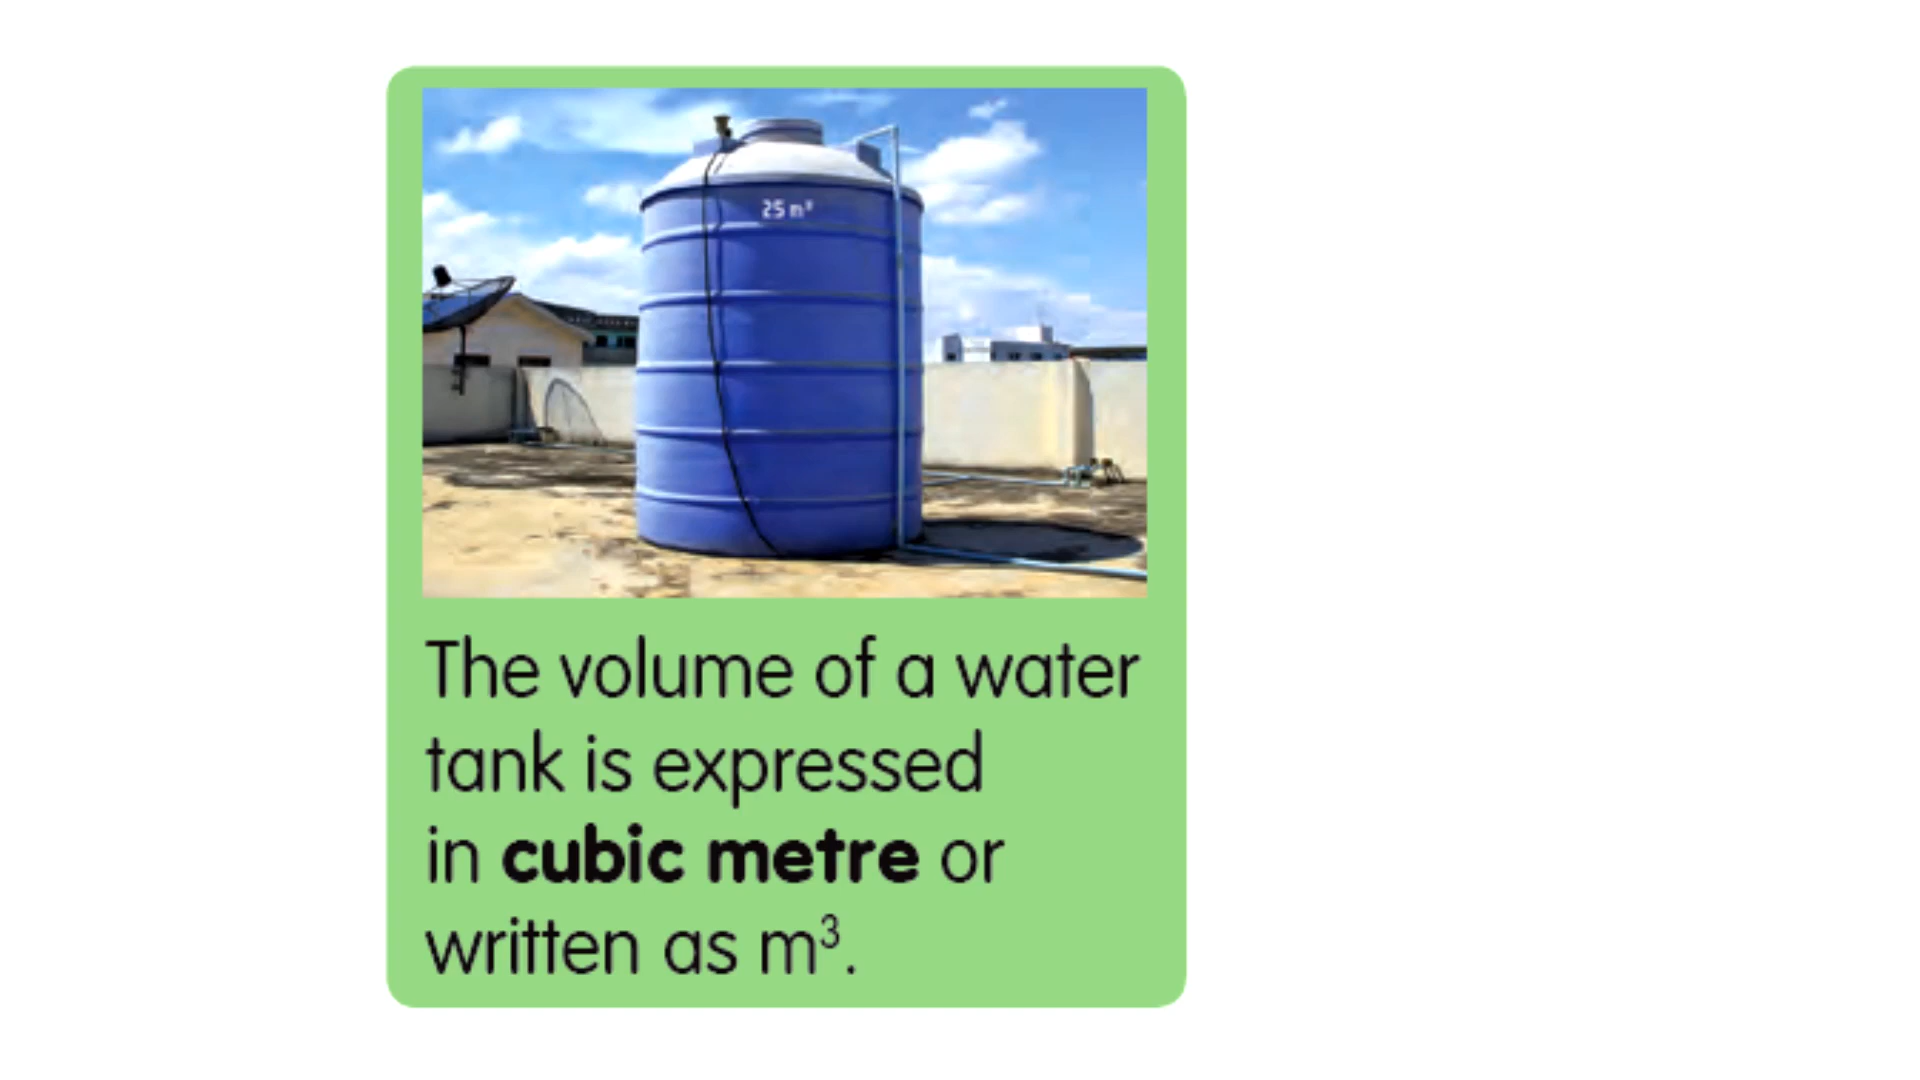 25 m³
The volume of a water
tank is expressed
in cubic metre or
written as m³.